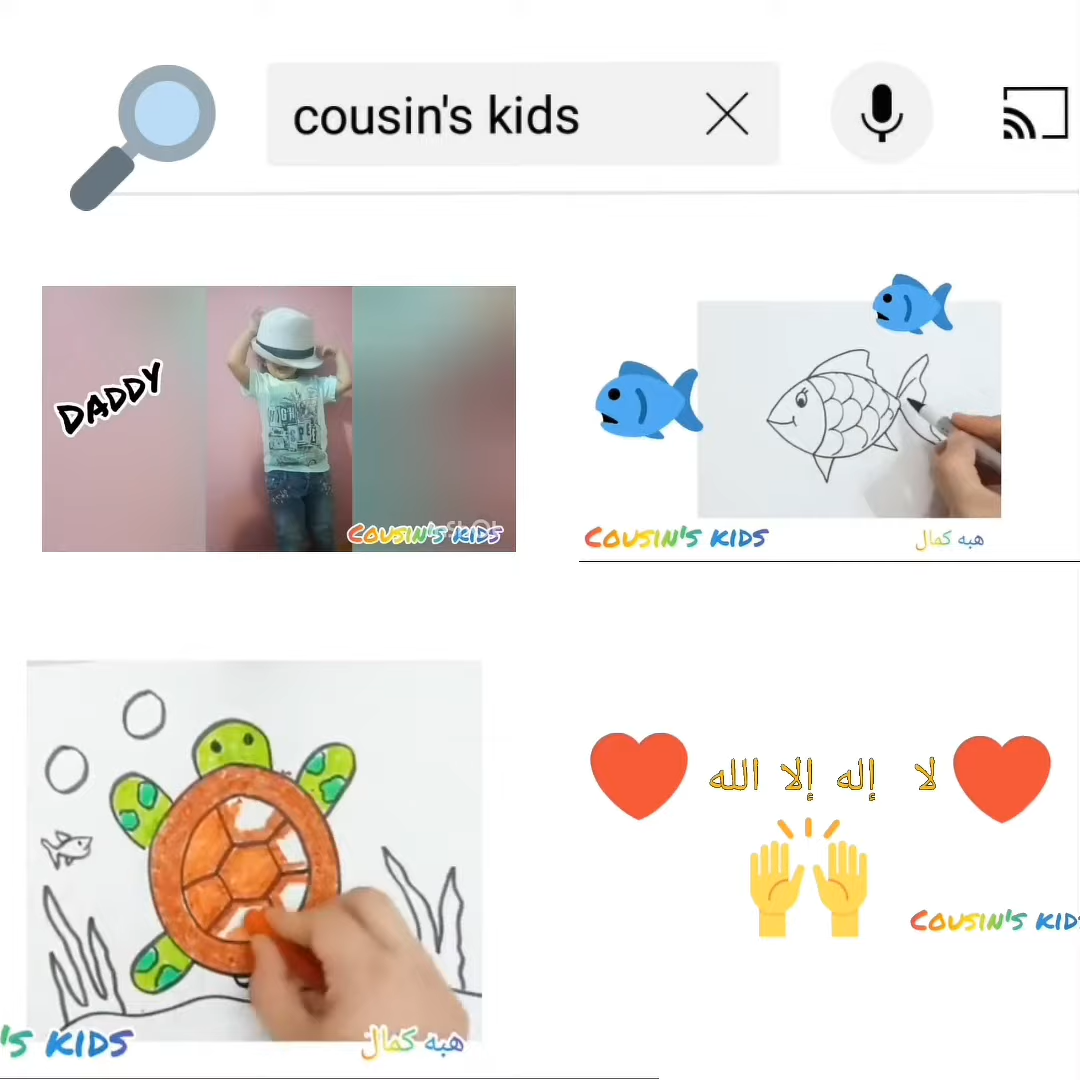 cousin's kids
DADDY
COUSIN'S KIDS
COUSIN'S KIDS
هبه كمال
لا إله إلا الله
COUSIN'S KID
'S KIDS
هبه كمال